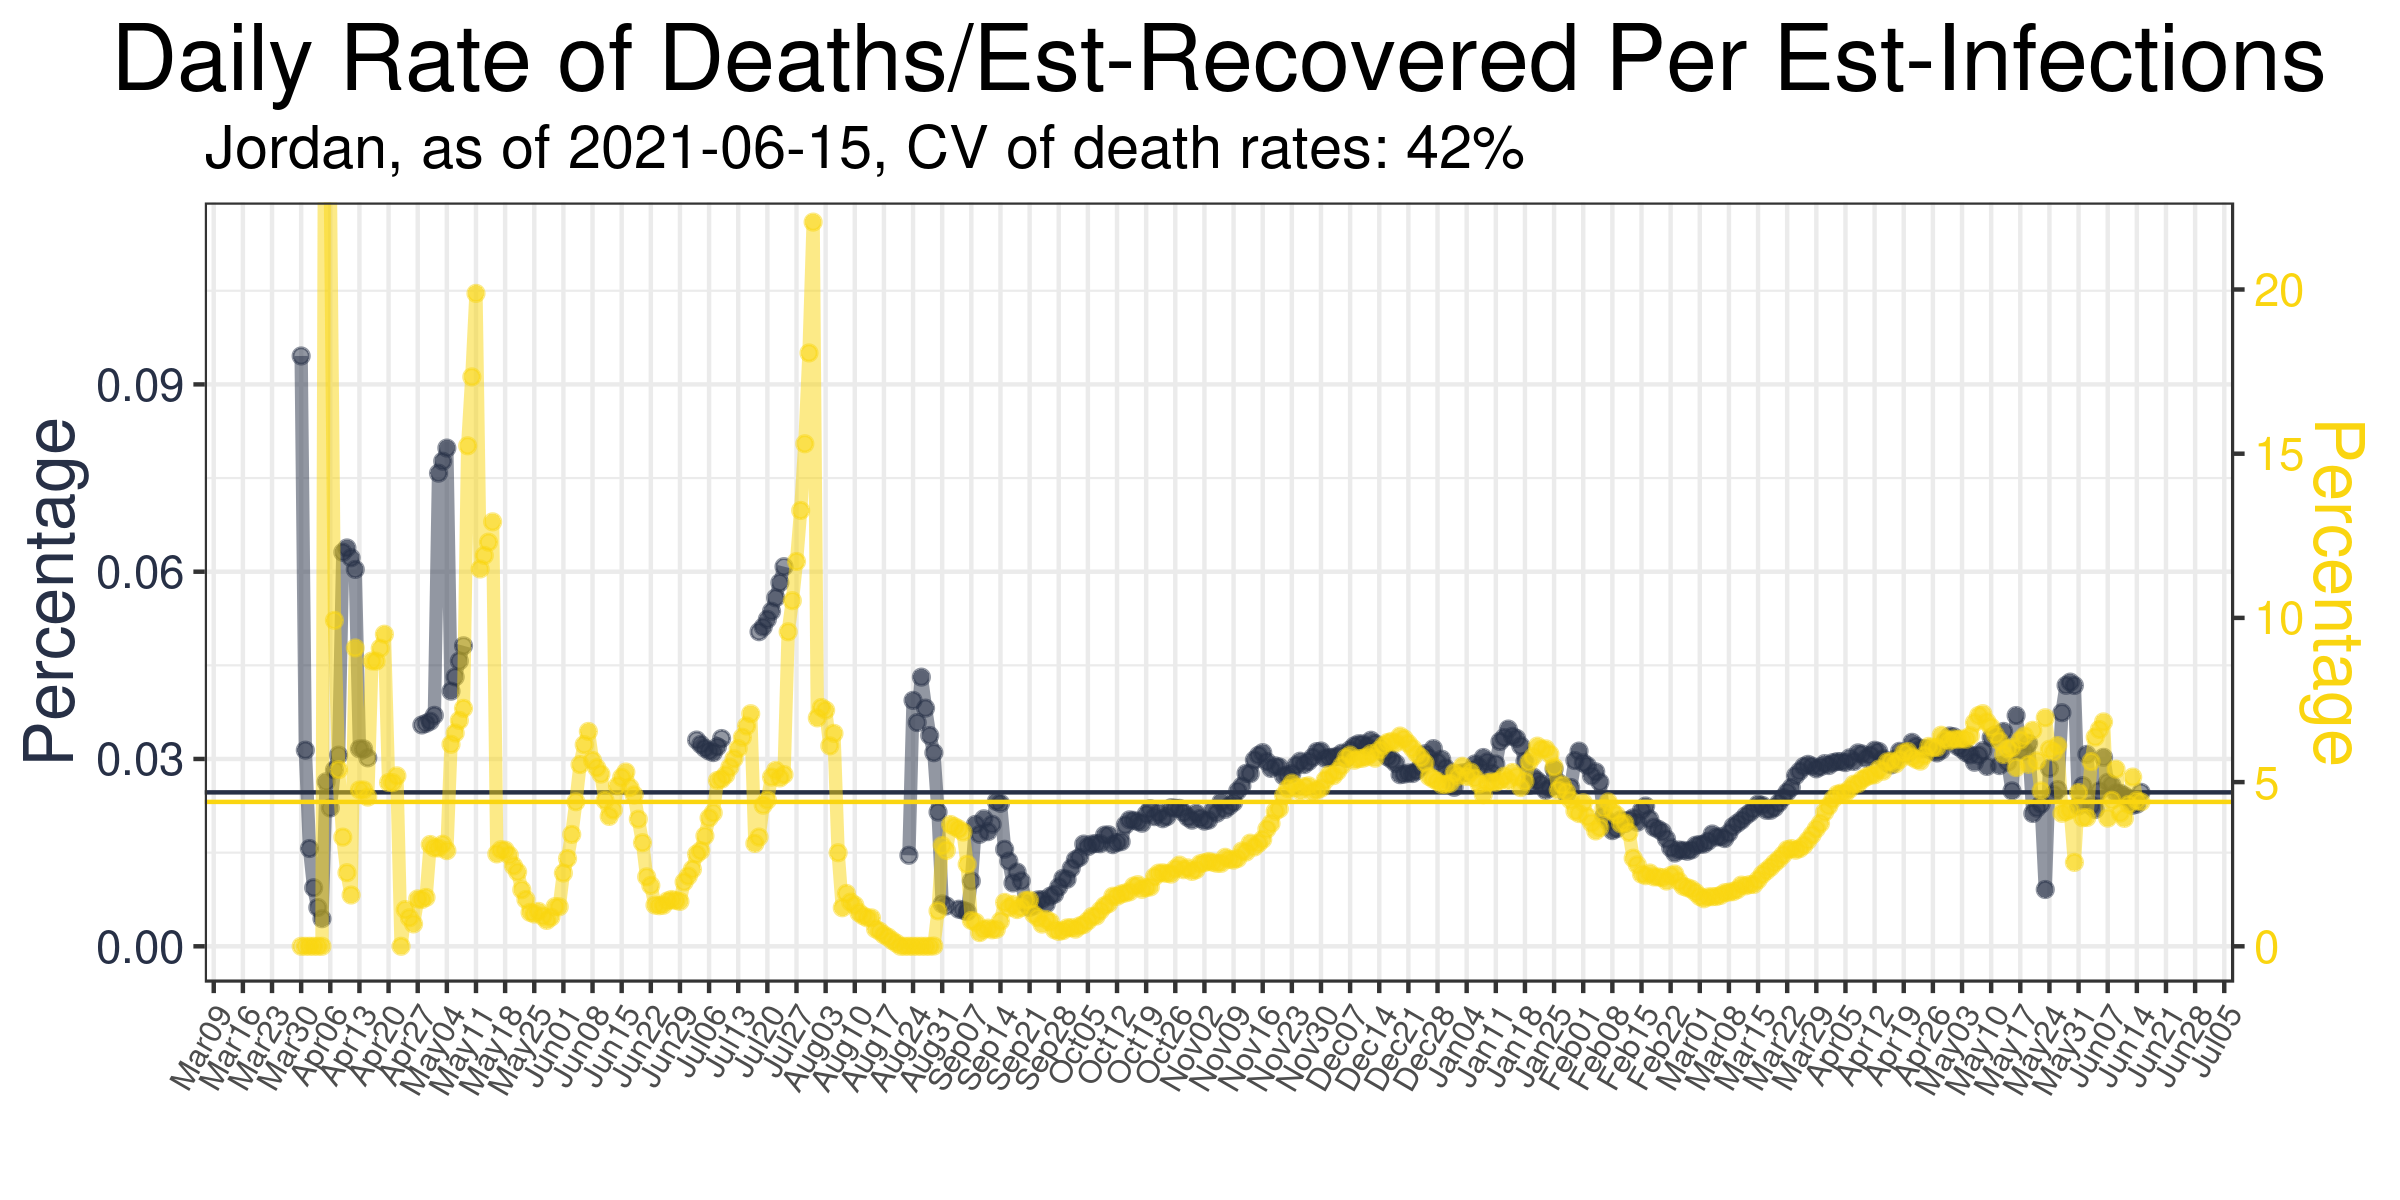 Daily Rate of Deaths/Est-Recovered Per Est-Infections
Jordan, as of 2021-06-15, CV of death rates: 42%
Percentage
0.09
0.06
0.03
0.00
20
15
10
5
0
Percentage
Mar09 Mar16 Mar23 Mar30 Apr06 Apr13 Apr20 Apr27 May04 May11 May18 May25 Jun01 Jun08 Jun15 Jun22 Jun29 Jul06 Jul13 Jul20 Jul27 Aug03 Aug10 Aug17 Aug24 Aug31 Sep07 Sep14 Sep21 Sep28 Oct05 Oct12 Oct19 Oct26 Nov02 Nov09 Nov16 Nov23 Nov30 Dec07 Dec14 Dec21 Dec28 Jan04 Jan11 Jan18 Jan25 Feb01 Feb08 Feb15 Feb22 Mar01 Mar08 Mar15 Mar22 Mar29 Apr05 Apr12 Apr19 Apr26 May03 May10 May17 May24 May31 Jun07 Jun14 Jun21 Jun28 Jul05